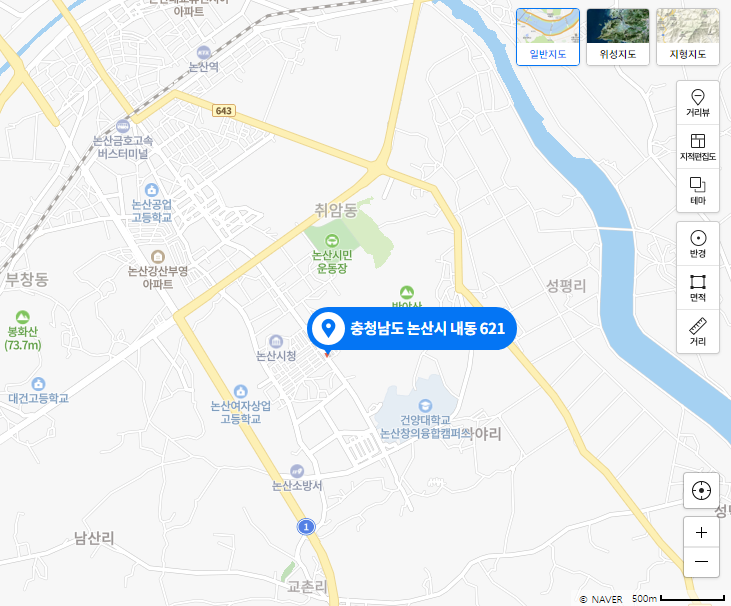 아파트
일반지도
위성지도
지형지도
논산역
643
거리뷰
논산금호고속
버스터미널
지적편집도
논산공업
고등학교
테마
취암동
논산시민
운동장
반경
논산강산부영
아파트
부창동
성평리
면적
반야산
봉화산
(73.7m)
충청남도 논산시 내동 621
거리
논산시청
대건고등학교
논산여자상업
고등학교
건양대학교
논산창의융합캠퍼스
야리
논산소방서
1
남산리
교촌리
© NAVER
500m